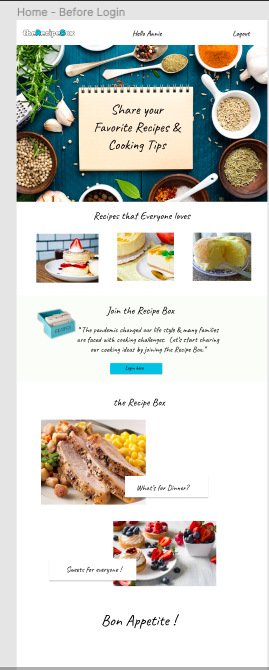 Home - Before Login
theRecipeBox
Hello Annie
Logout
Share your
Favorite Recipes &
Cooking Tips
Recipes that Everyone loves
Join the Recipe Box
"The pandemic changed our life style & many families
are faced with cooking challenges. Let's start sharing
our cooking ideas by joining the Recipe Box."
Login here
the Recipe Box
What's for Dinner?
Sweets for everyone !
Bon Appetite !